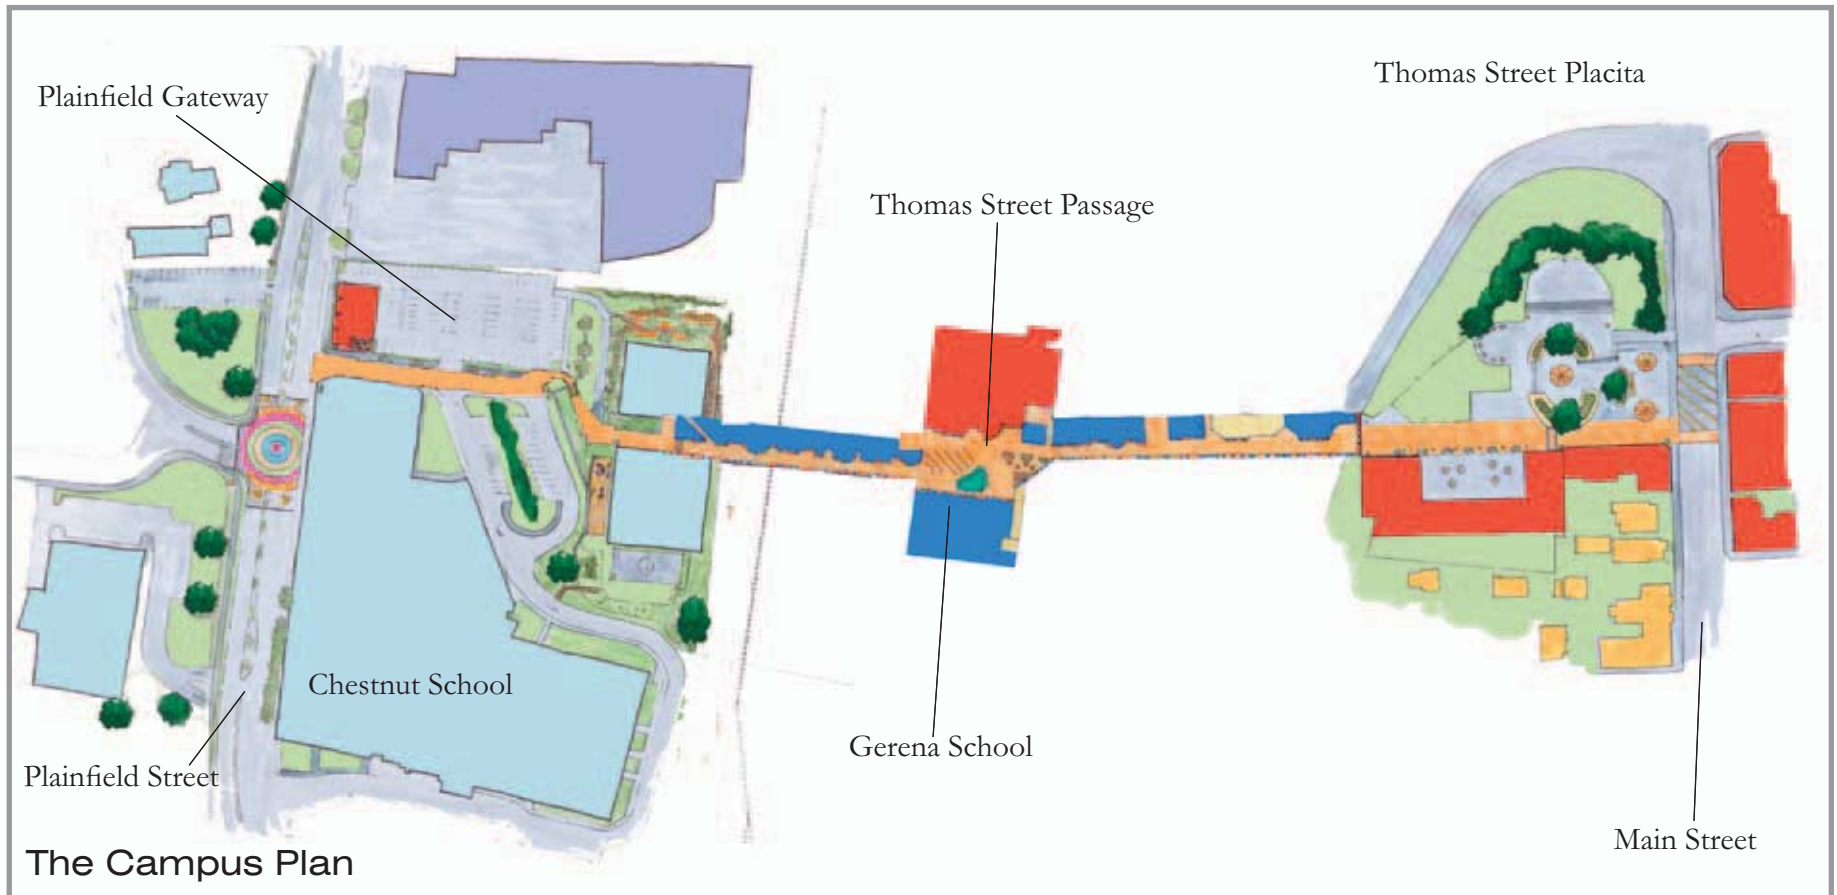 Thomas Street Placita
Plainfield Gateway
Thomas Street Passage
Chestnut School
Gerena School
Plainfield Street
Main Street
The Campus Plan